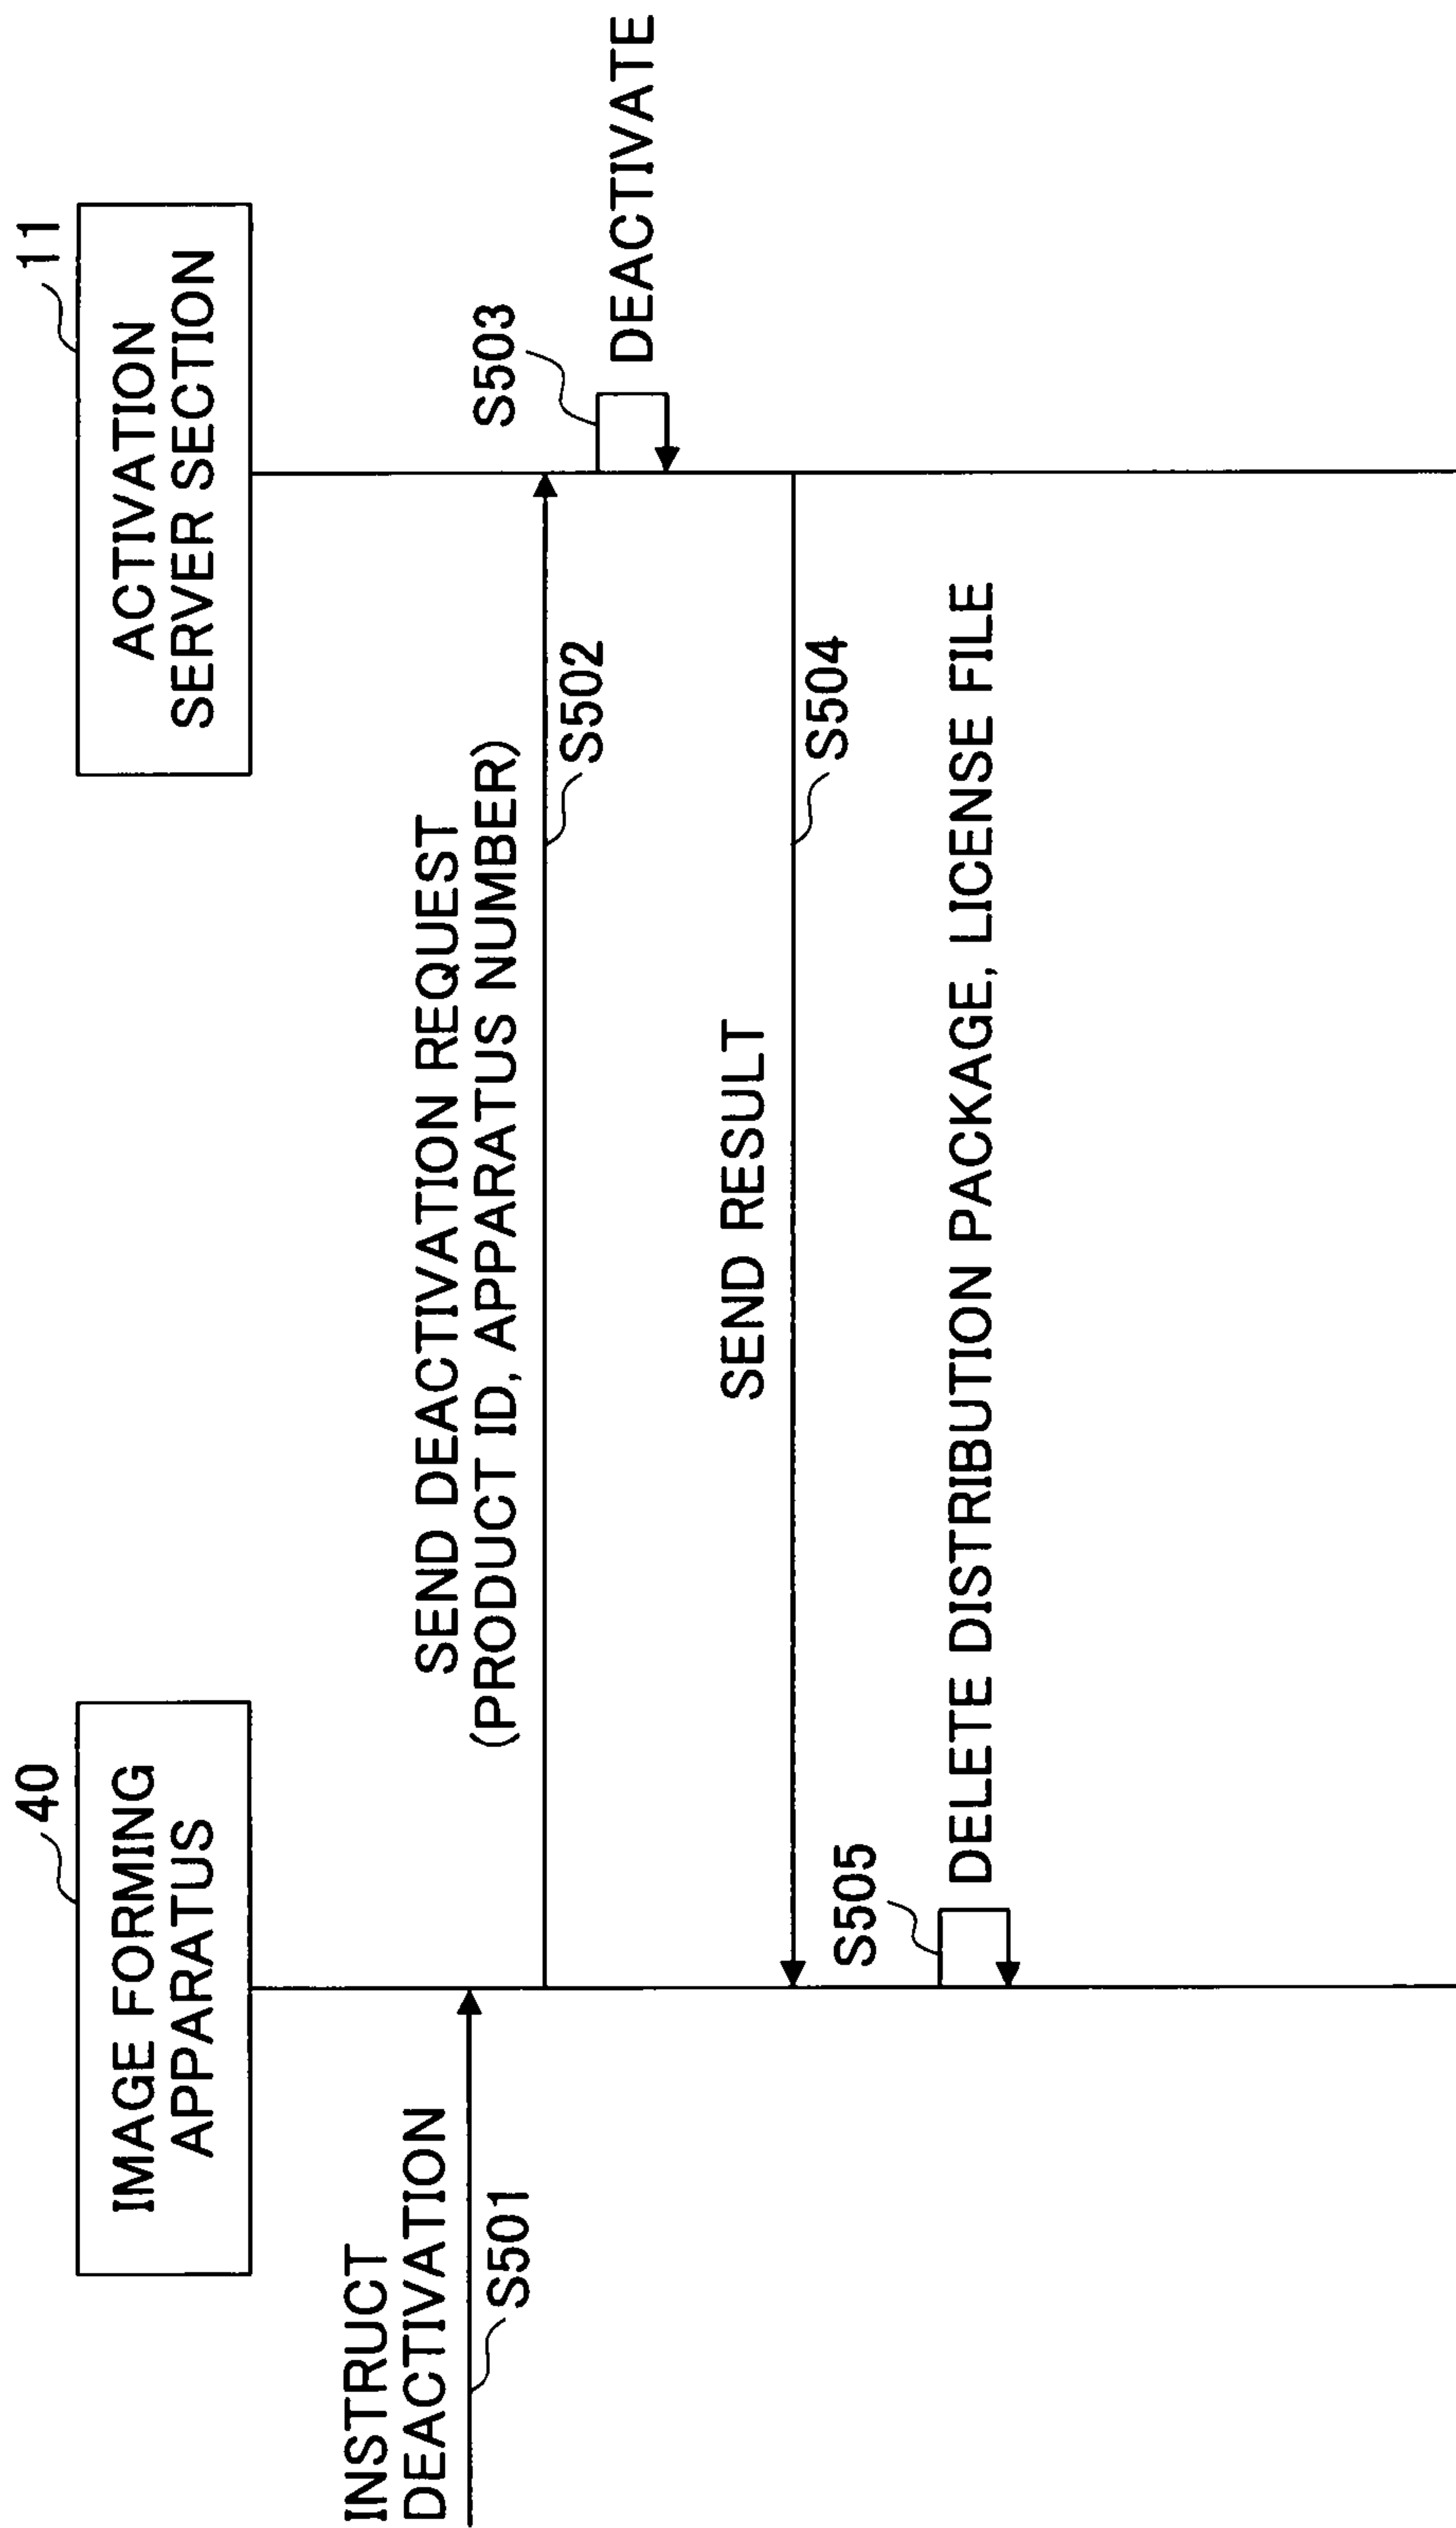 40
IMAGE FORMING
APPARATUS
11
ACTIVATION
SERVER SECTION
INSTRUCT
DEACTIVATION
S501
SEND DEACTIVATION REQUEST
(PRODUCT ID, APPARATUS NUMBER)
S502
S503
DEACTIVATE
SEND RESULT
S504
S505
DELETE DISTRIBUTION PACKAGE, LICENSE FILE